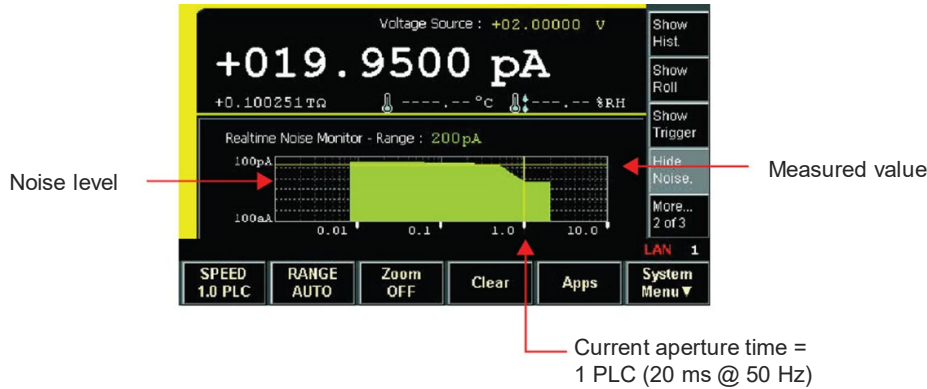 Voltage Source : +02.00000 V
+019.9500 pA
+0.100251TΩ ----.-- °C ---.-- %RH
Show Hist.
Show Roll
Show Trigger
Hide Noise.
More... 2 of 3
Realtime Noise Monitor - Range : 200pA
100pA
100aA
0.01 0.1 1.0 10.0
Noise level
Measured value
LAN 1
SPEED 1.0 PLC
RANGE AUTO
Zoom OFF
Clear
Apps
System Menu▼
Current aperture time =
1 PLC (20 ms @ 50 Hz)